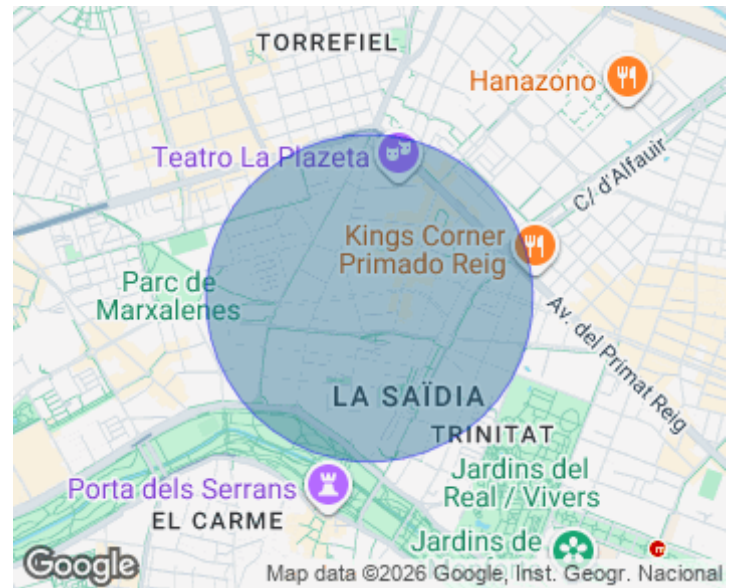 TORREFIEL
Hanazono
Teatro La Plazeta
C/. d'Alfauir
Kings Corner
Primado Reig
Parc de
Marxalenes
Av. del Primat Reig
LA SAÏDIA
TRINITAT
Jardins del
Real / Vivers
Porta dels Serrans
EL CARME
Jardins de
Google
Map data ©2026 Google, Inst. Geogr. Nacional